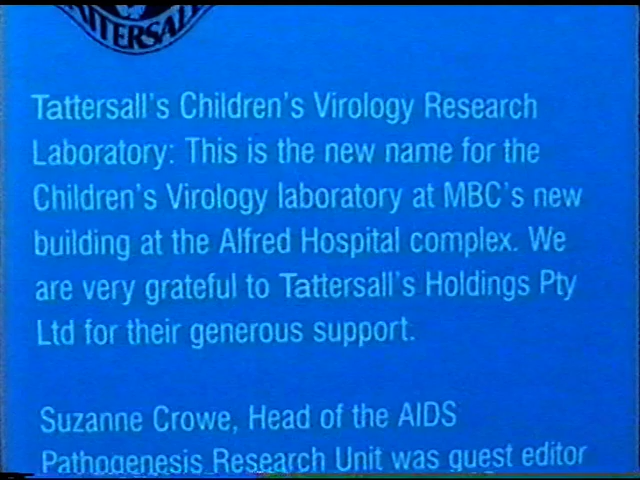 TATTERSALL
Tattersall's Children's Virology Research
Laboratory: This is the new name for the
Children's Virology laboratory at MBC's new
building at the Alfred Hospital complex. We
are very grateful to Tattersall's Holdings Pty
Ltd for their generous support.
Suzanne Crowe, Head of the AIDS
Pathogenesis Research Unit was guest editor